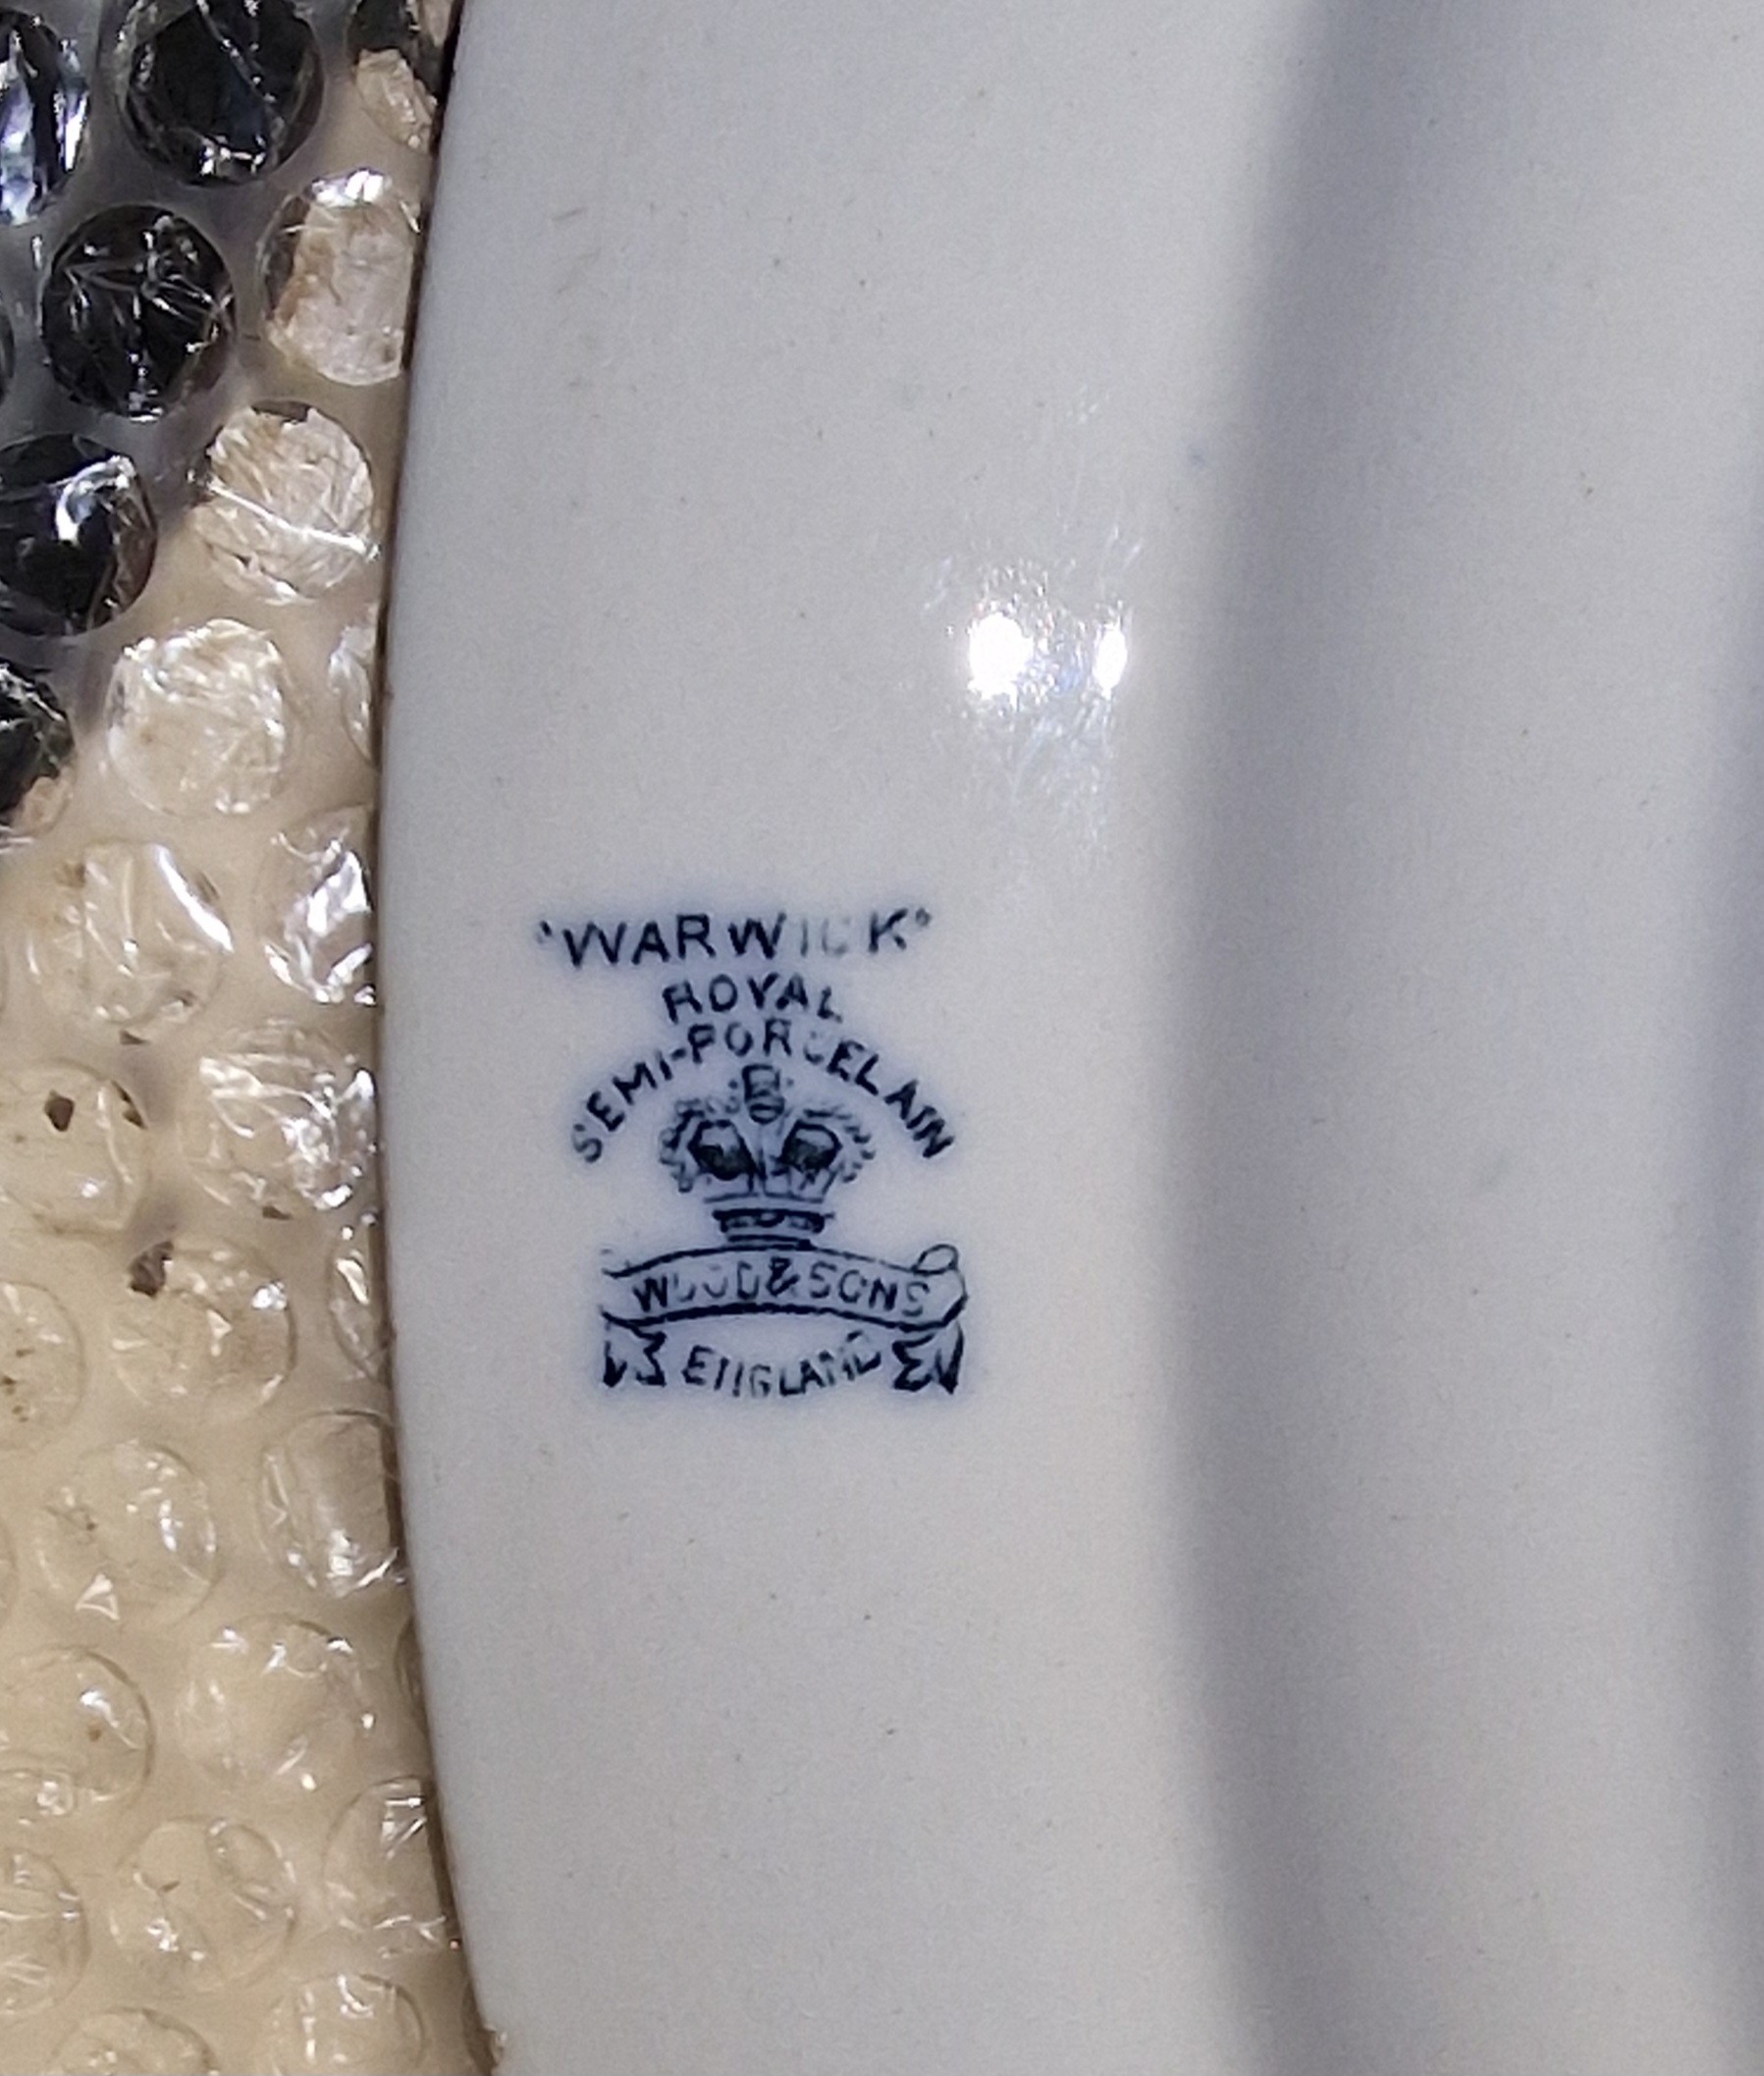 "WARWICK"
ROYAL
SEMI-PORCELAIN
WOOD & SONS
ENGLAND